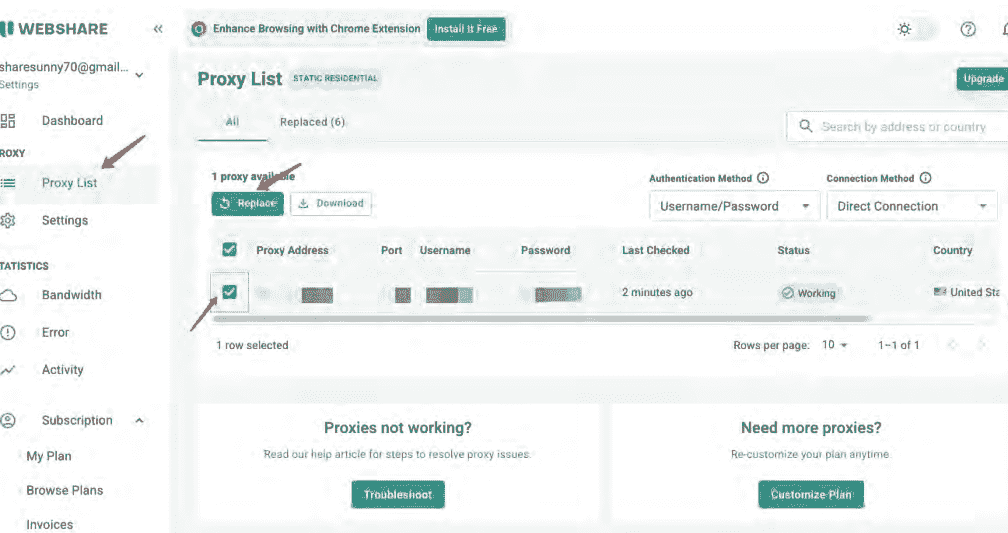 WEBSHARE
Enhance Browsing with Chrome Extension
Install It Free
sharesunny70@gmail...
Settings
Dashboard
ROXY
Proxy List
Settings
TATISTICS
Bandwidth
Error
Activity
Subscription
My Plan
Browse Plans
Invoices
Proxy List
STATIC RESIDENTIAL
Upgrade
All
Replaced (6)
Search by address or country
1 proxy available
Replace
Download
Authentication Method
Username/Password
Connection Method
Direct Connection
Proxy Address
Port
Username
Password
Last Checked
Status
Country
2 minutes ago
Working
United Sta
1 row selected
Rows per page: 10
1–1 of 1
Proxies not working?
Read our help article for steps to resolve proxy issues.
Troubleshoot
Need more proxies?
Re-customize your plan anytime.
Customize Plan